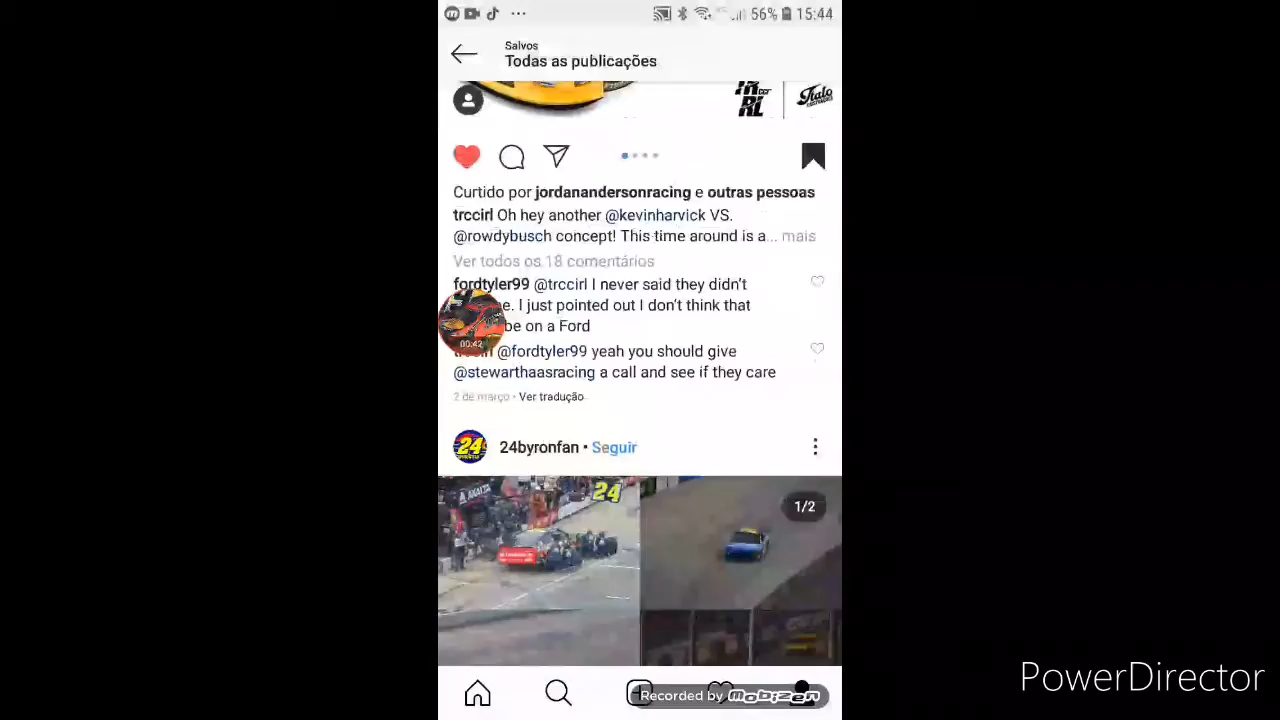 56% 15:44
Salvos
Todas as publicações
Curtido por jordanandersonracing e outras pessoas
trccirl Oh hey another @kevinharvick VS.
@rowdybusch concept! This time around is a... mais
Ver todos os 18 comentários
fordtyler99 @trccirl I never said they didn't
e. I just pointed out I don't think that
be on a Ford
00:42
@fordtyler99 yeah you should give
@stewarthaasracing a call and see if they care
2 de março • Ver tradução
24byronfan • Seguir
24
1/2
Recorded by mobizen
PowerDirector